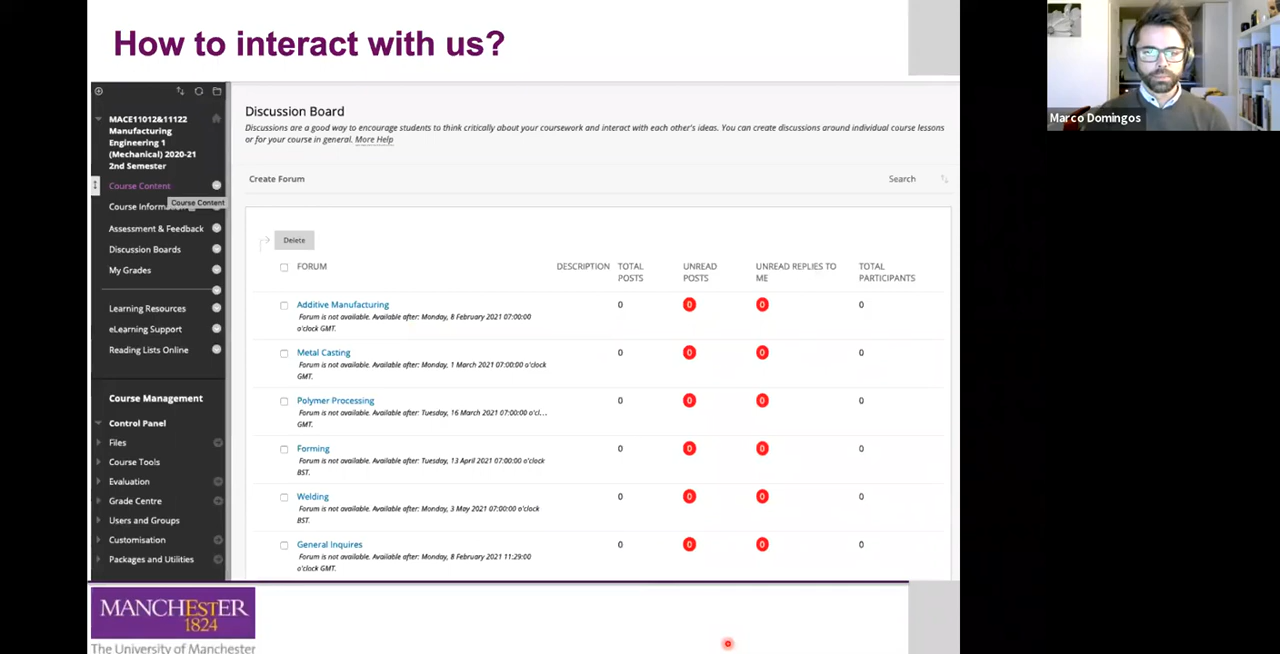 How to interact with us?
Marco Domingos
MACE11012&11122
Manufacturing
Engineering 1
(Mechanical) 2020-21
2nd Semester
Course Content
Course Content
Assessment & Feedback
Discussion Boards
My Grades
Learning Resources
eLearning Support
Reading Lists Online
Course Management
Control Panel
Files
Course Tools
Evaluation
Grade Centre
Users and Groups
Customisation
Packages and Utilities
Discussion Board
Discussions are a good way to encourage students to think critically about your coursework and interact with each other's ideas. You can create discussions around individual course lessons
or for your course in general. More Help
Create Forum
Search
Delete
FORUM DESCRIPTION TOTAL POSTS UNREAD POSTS UNREAD REPLIES TO ME TOTAL PARTICIPANTS
Additive Manufacturing 0 0 0 0
Forum is not available. Available after: Monday, 8 February 2021 07:00:00
o'clock GMT.
Metal Casting 0 0 0 0
Forum is not available. Available after: Monday, 1 March 2021 07:00:00 o'clock
GMT.
Polymer Processing 0 0 0 0
Forum is not available. Available after: Tuesday, 16 March 2021 07:00:00 o'cl...
GMT.
Forming 0 0 0 0
Forum is not available. Available after: Tuesday, 13 April 2021 07:00:00 o'clock
BST.
Welding 0 0 0 0
Forum is not available. Available after: Monday, 3 May 2021 07:00:00 o'clock
BST.
General Inquires 0 0 0 0
Forum is not available. Available after: Monday, 8 February 2021 11:29:00
o'clock GMT.
MANCHESTER
1824
The University of Manchester